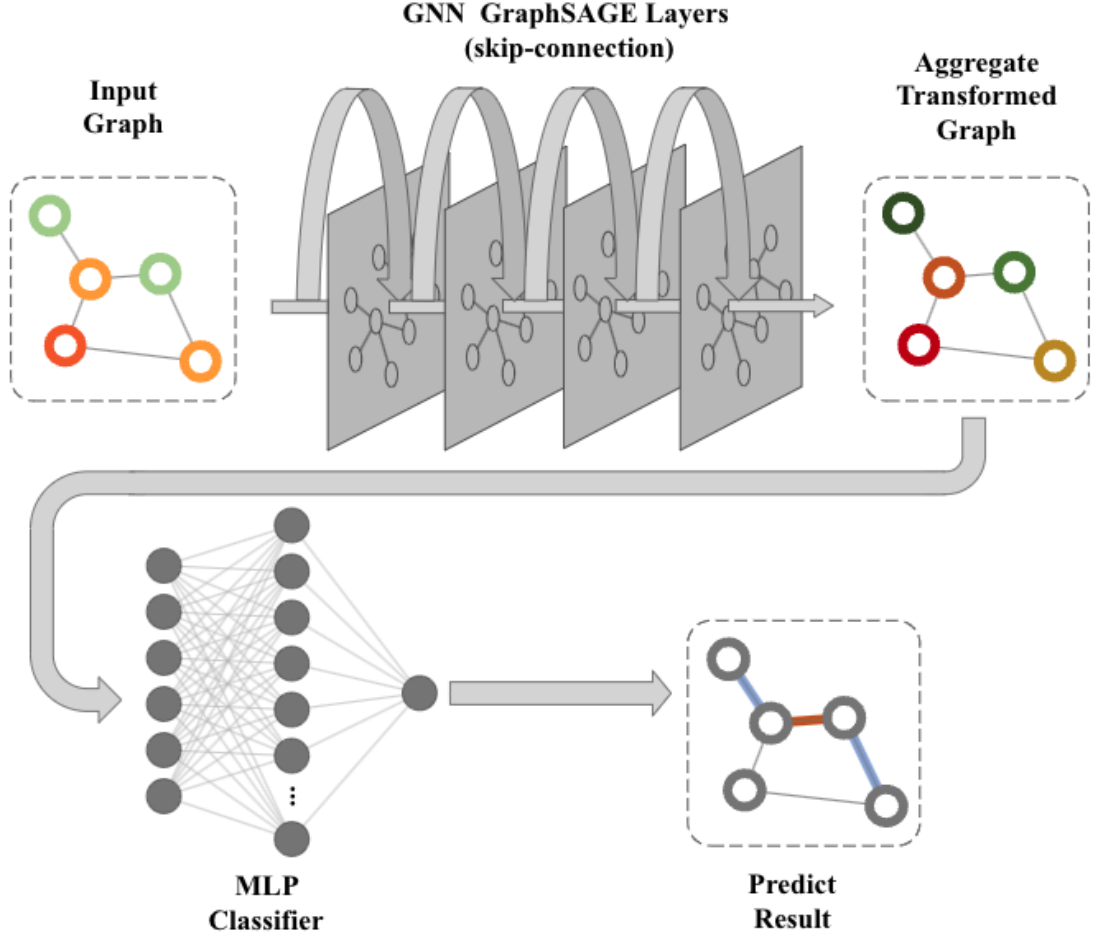 GNN GraphSAGE Layers
(skip-connection)
Input
Graph
Aggregate
Transformed
Graph
MLP
Classifier
Predict
Result